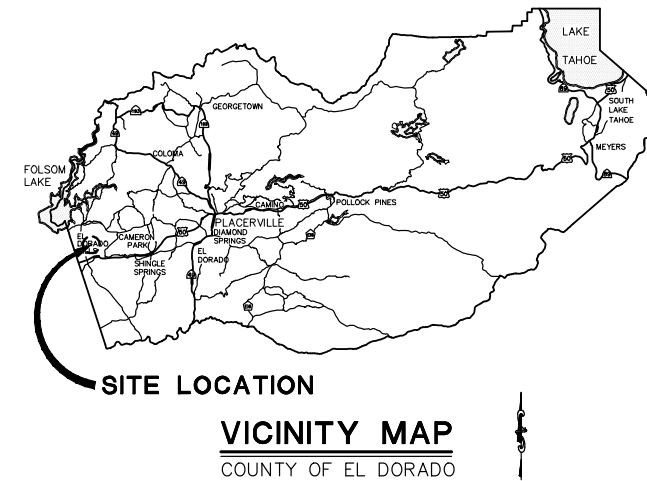 LAKE
TAHOE
GEORGETOWN
SOUTH
LAKE
TAHOE
COLOMA
MEYERS
FOLSOM
LAKE
CAMINO
POLLOCK PINES
PLACERVILLE
EL
DORADO
CAMERON
PARK
DIAMOND
SPRINGS
SHINGLE
SPRINGS
EL
DORADO
SITE LOCATION
VICINITY MAP
COUNTY OF EL DORADO